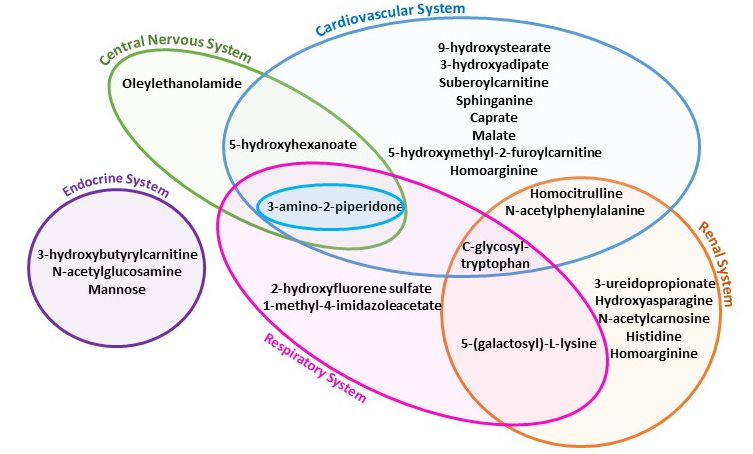 Cardiovascular System
Central Nervous System
9-hydroxystearate
3-hydroxyadipate
Oleylethanolamide
Suberoylcarnitine
Sphinganine
Caprate
Malate
5-hydroxyhexanoate
5-hydroxymethyl-2-furoylcarnitine
Homoarginine
Endocrine System
3-amino-2-piperidone
Homocitrulline
N-acetylphenylalanine
C-glycosyl-
tryptophan
Renal System
3-hydroxybutyrylcarnitine
N-acetylglucosamine
Mannose
2-hydroxyfluorene sulfate
1-methyl-4-imidazoleacetate
3-ureidopropionate
Hydroxyasparagine
N-acetylcarnosine
Histidine
Homoarginine
5-(galactosyl)-L-lysine
Respiratory System